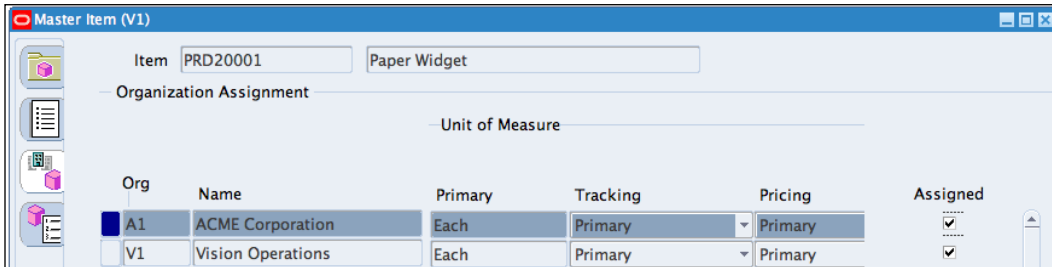 Master Item (V1)
Item PRD20001 Paper Widget
Organization Assignment
Unit of Measure
Org Name Primary Tracking Pricing Assigned
A1 ACME Corporation Each Primary Primary
V1 Vision Operations Each Primary Primary